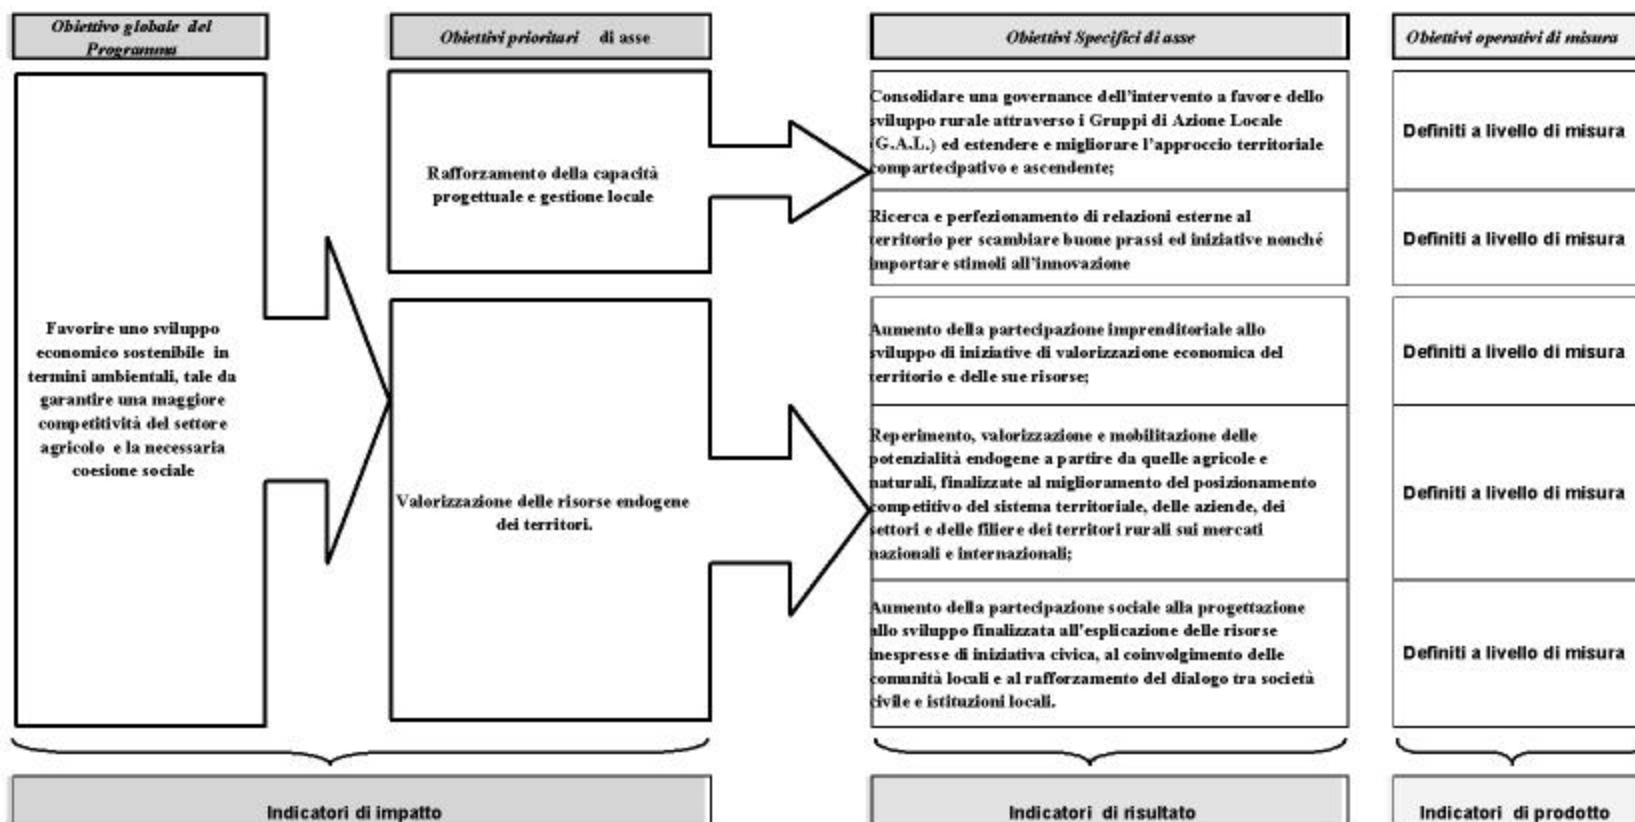 Obiettivo globale del
Programma
Obiettivi prioritari di asse
Obiettivi Specifici di asse
Obiettivi operativi di misura
Favorire uno sviluppo
economico sostenibile in
termini ambientali, tale da
garantire una maggiore
competitività del settore
agricolo e la necessaria
coesione sociale
Rafforzamento della capacità
progettuale e gestione locale
Valorizzazione delle risorse endogene
dei territori.
Consolidare una governance dell'intervento a favore dello
sviluppo rurale attraverso i Gruppi di Azione Locale
(G.A.L.) ed estendere e migliorare l'approccio territoriale
compartecipativo e ascendente;
Definiti a livello di misura
Ricerca e perfezionamento di relazioni esterne al
territorio per scambiare buone prassi ed iniziative nonché
importare stimoli all'innovazione
Definiti a livello di misura
Aumento della partecipazione imprenditoriale allo
sviluppo di iniziative di valorizzazione economica del
territorio e delle sue risorse;
Definiti a livello di misura
Reperimento, valorizzazione e mobilitazione delle
potenzialità endogene a partire da quelle agricole e
naturali, finalizzate al miglioramento del posizionamento
competitivo del sistema territoriale, delle aziende, dei
settori e delle filiere dei territori rurali sui mercati
nazionali e internazionali;
Definiti a livello di misura
Aumento della partecipazione sociale alla progettazione
allo sviluppo finalizzata all'esplicazione delle risorse
inespresse di iniziativa civica, al coinvolgimento delle
comunità locali e al rafforzamento del dialogo tra società
civile e istituzioni locali.
Definiti a livello di misura
Indicatori di impatto
Indicatori di risultato
Indicatori di prodotto